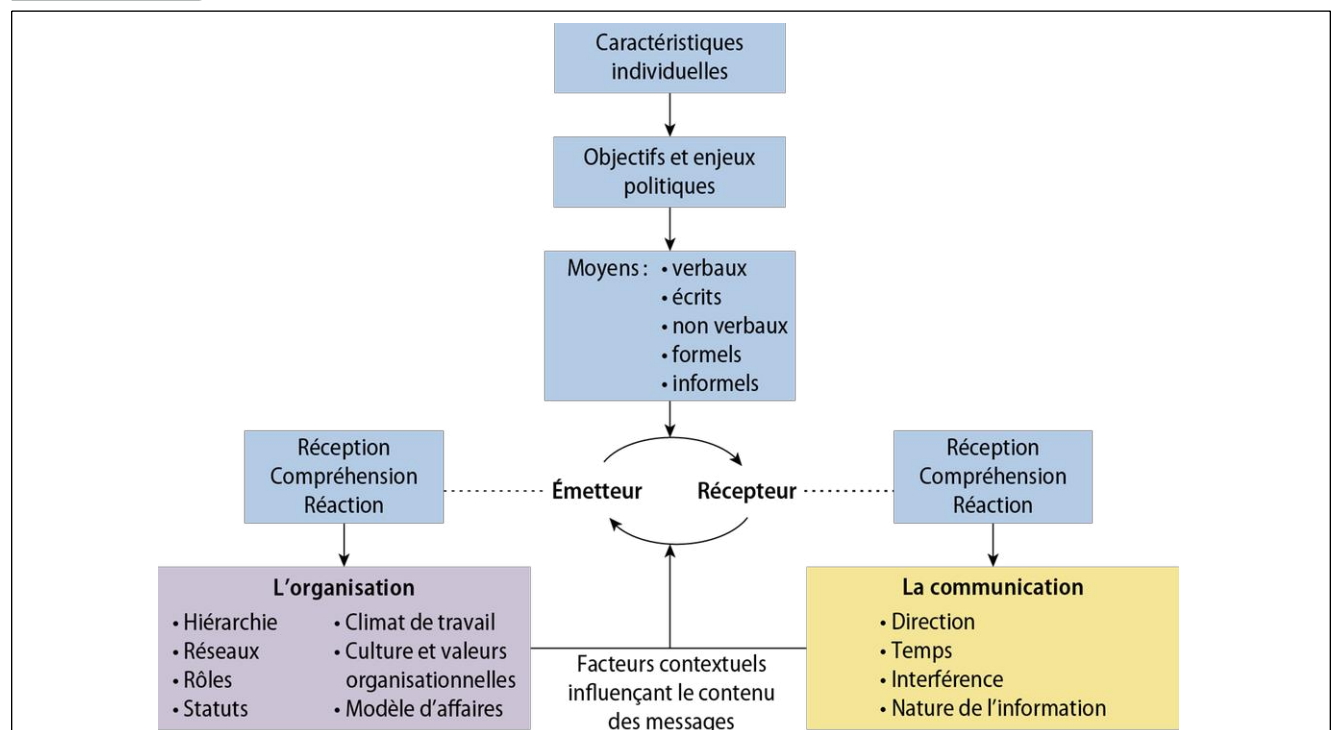 Caractéristiques
individuelles
Objectifs et enjeux
politiques
Moyens : • verbaux
• écrits
• non verbaux
• formels
• informels
Réception
Compréhension
Réaction
Émetteur
Récepteur
Réception
Compréhension
Réaction
L’organisation
• Hiérarchie
• Réseaux
• Rôles
• Statuts
• Climat de travail
• Culture et valeurs
organisationnelles
• Modèle d’affaires
Facteurs contextuels
influençant le contenu
des messages
La communication
• Direction
• Temps
• Interférence
• Nature de l’information